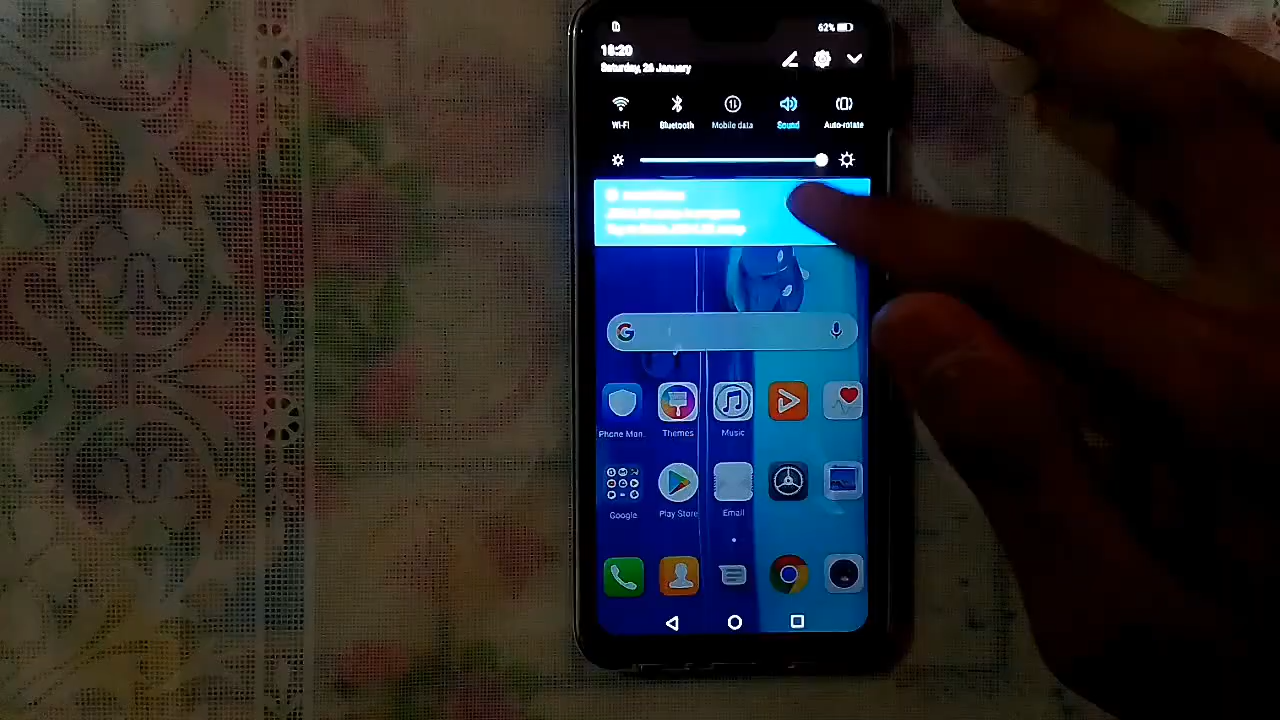 62%
18:20
Saturday, 26 January
Wi-Fi
Bluetooth
Mobile data
Sound
Auto-rotate
G
Phone Man..
Themes
Music
Google
Play Store
Email